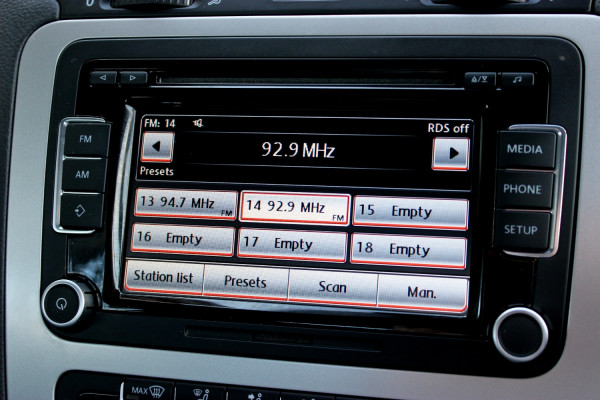 FM: 14
RDS off
92.9 MHz
Presets
13 94.7 MHz FM
14 92.9 MHz FM
15 Empty
16 Empty
17 Empty
18 Empty
Station list
Presets
Scan
Man.
FM
AM
MEDIA
PHONE
SETUP
MAX